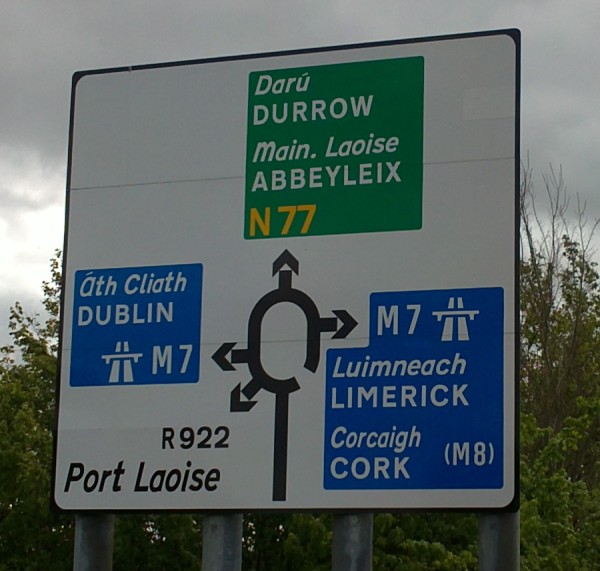 Darú
DURROW
Main. Laoise
ABBEYLEIX
N77
Áth Cliath
DUBLIN
M7
M7
Luimneach
LIMERICK
Corcaigh
CORK (M8)
R922
Port Laoise